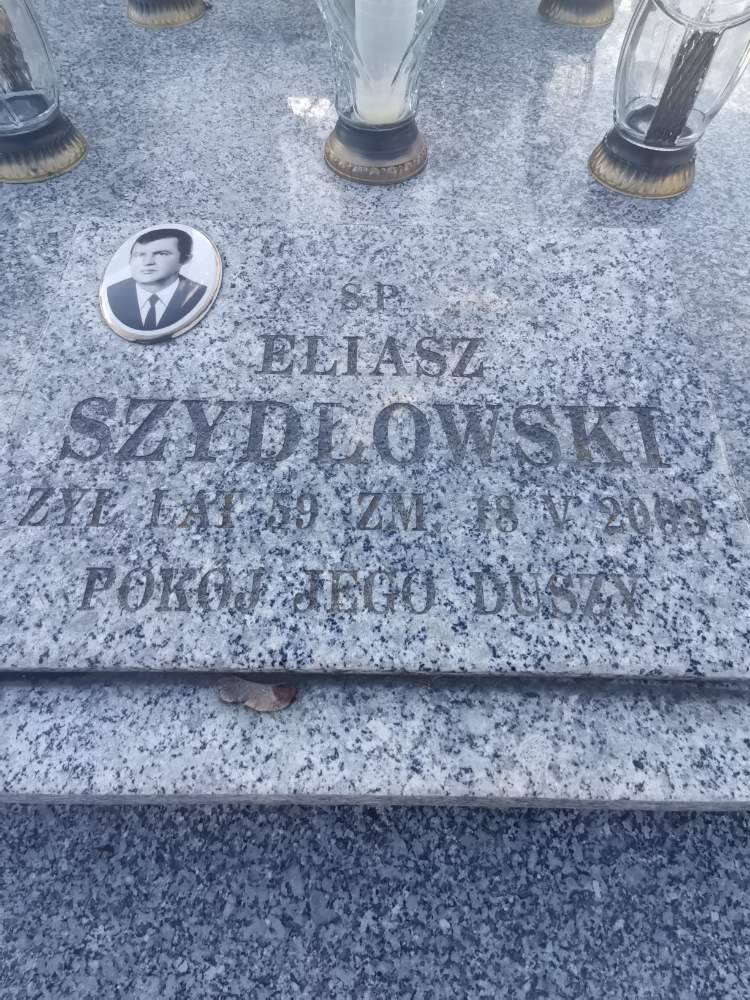 Ś.P.
ELIASZ
SZYDŁOWSKI
ŻYŁ LAT 59 ZM. 18 V 2003
POKÓJ JEGO DUSZY